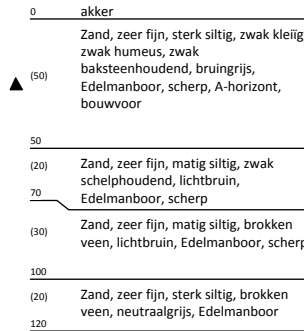 0 akker
Zand, zeer fijn, sterk siltig, zwak kleiïg,
zwak humeus, zwak
baksteenhoudend, bruingrijs,
(50)
Edelmanboor, scherp, A-horizont,
bouwvoor
50
(20) Zand, zeer fijn, matig siltig, zwak
schelphoudend, lichtbruin,
70 Edelmanboor, scherp
(30) Zand, zeer fijn, matig siltig, brokken
veen, lichtbruin, Edelmanboor, scherp
100
(20) Zand, zeer fijn, sterk siltig, brokken
veen, neutraalgrijs, Edelmanboor
120